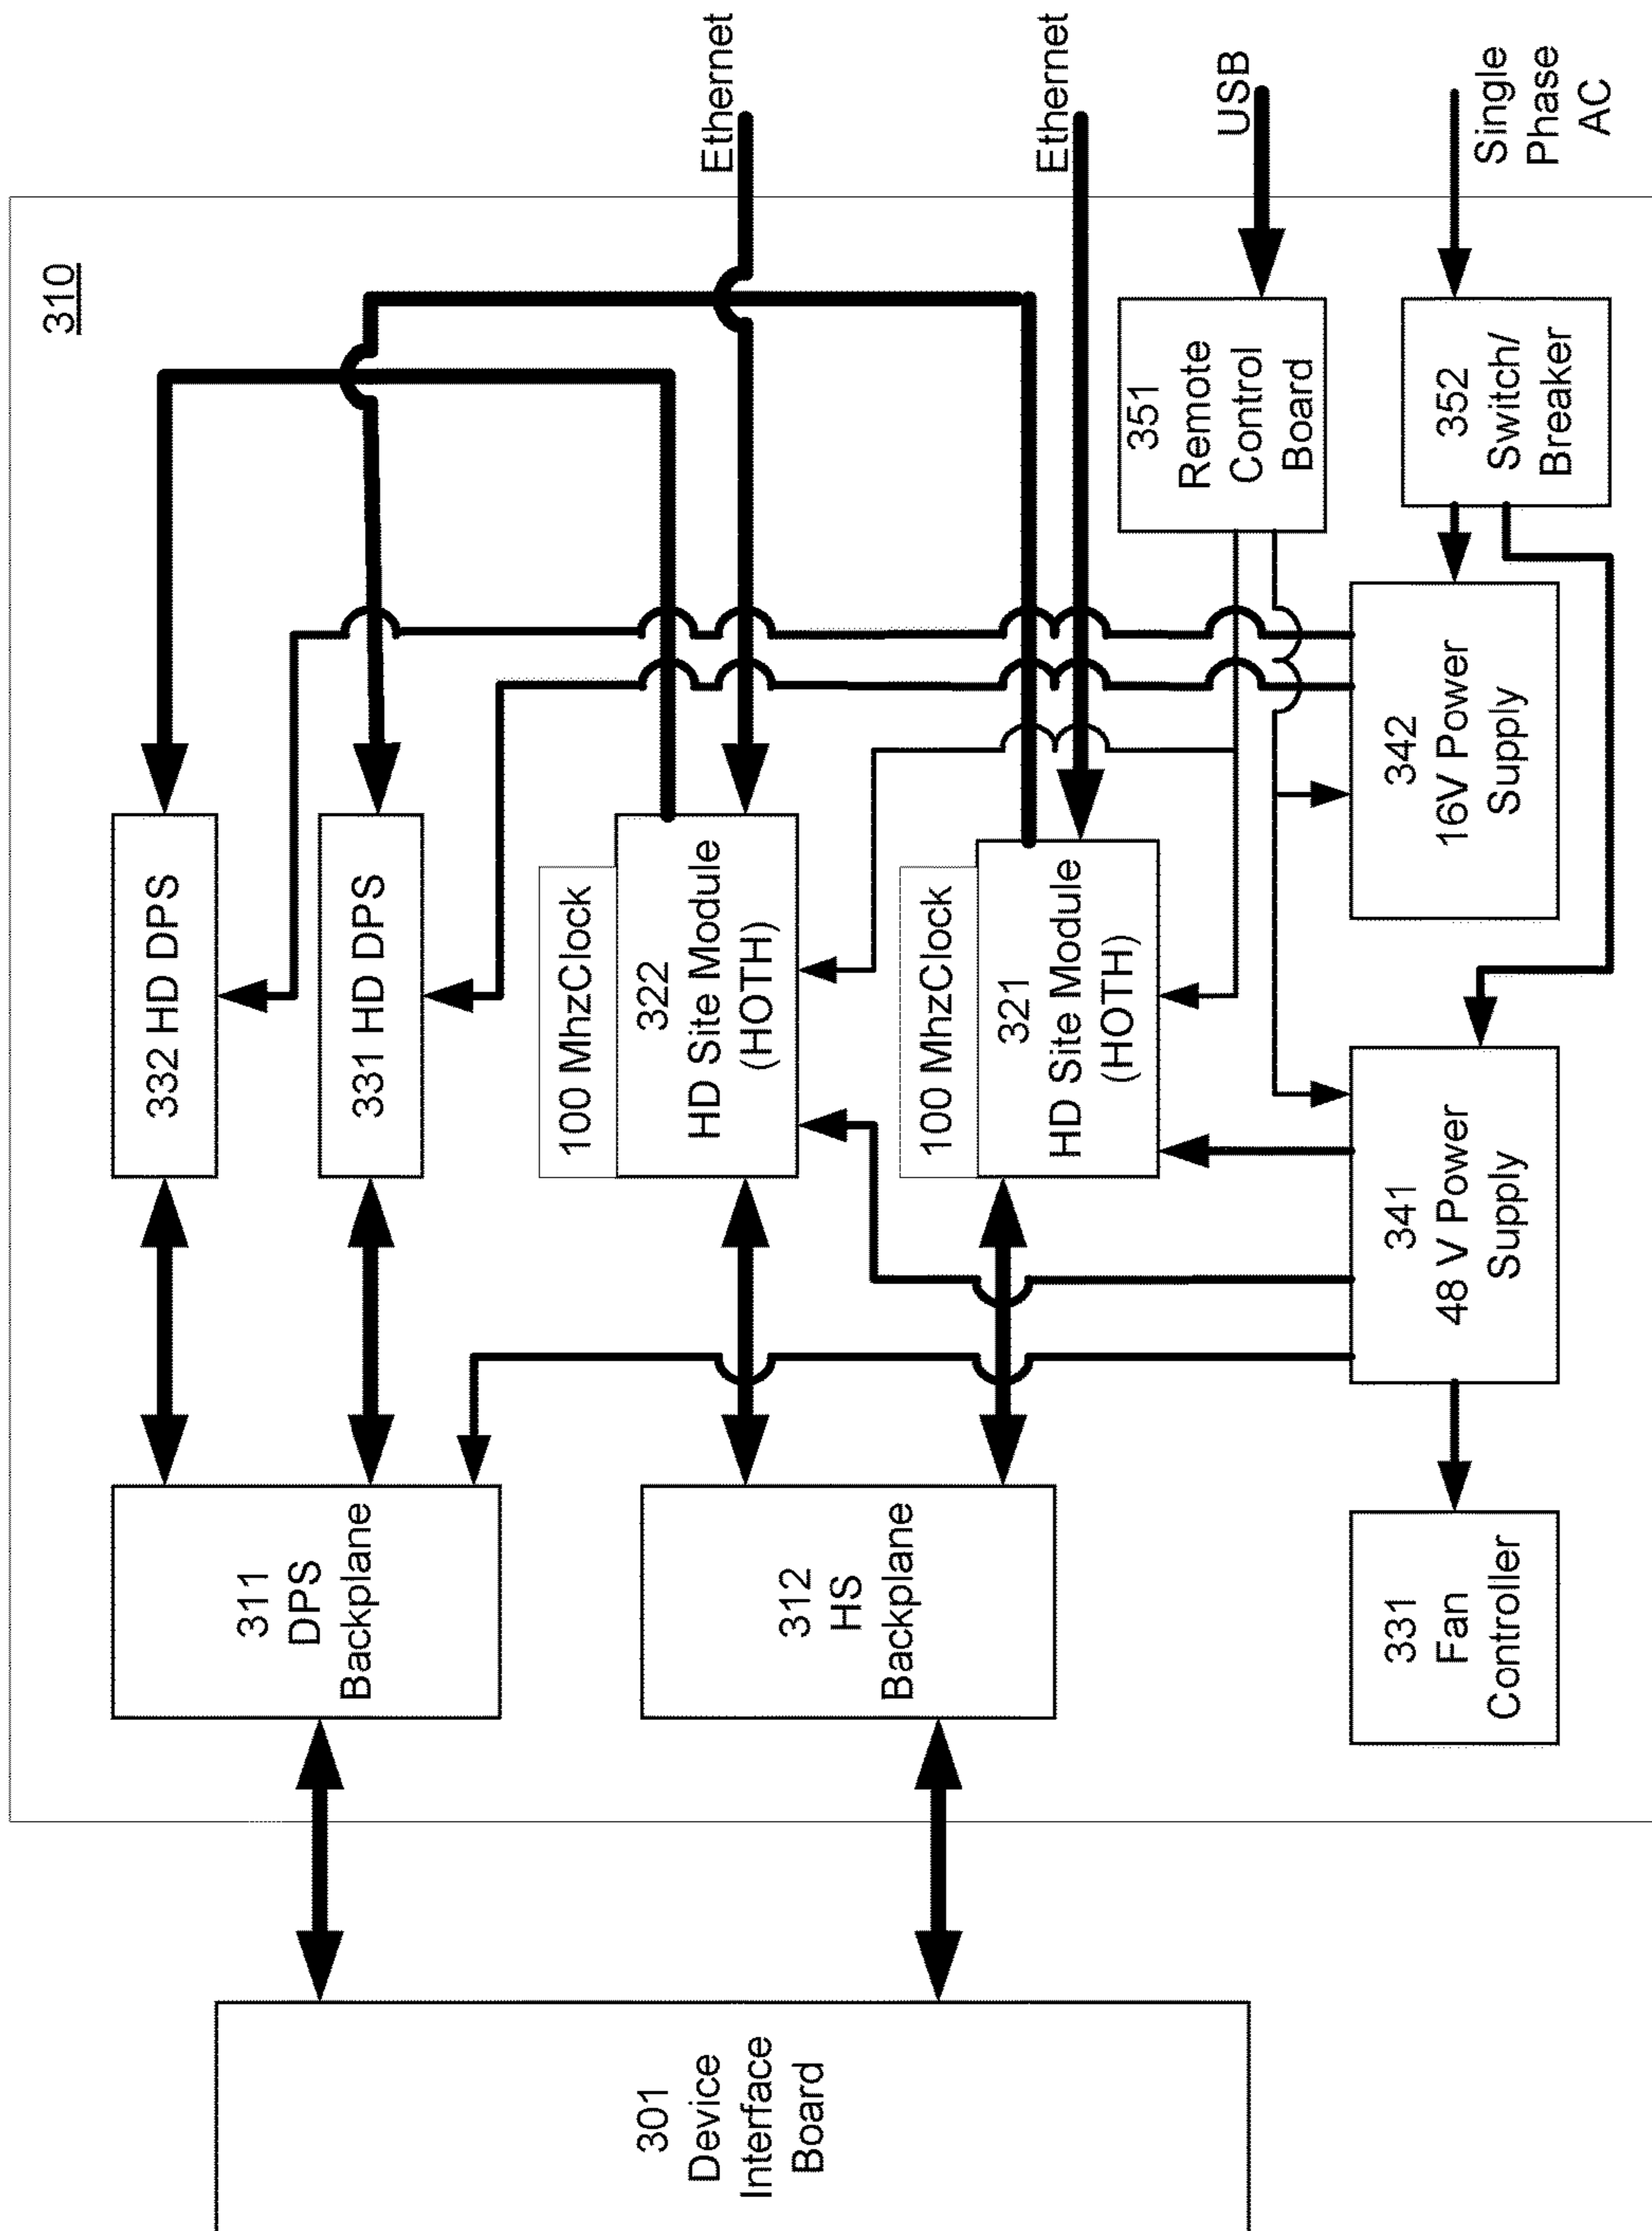 310
301
Device
Interface
Board
311
DPS
Backplane
312
HS
Backplane
331
Fan
Controller
332 HD DPS
331 HD DPS
100 MhzClock
322
HD Site Module
(HOTH)
100 MhzClock
321
HD Site Module
(HOTH)
341
48 V Power
Supply
342
16V Power
Supply
351
Remote
Control
Board
352
Switch/
Breaker
Ethernet
Ethernet
USB
Single
Phase
AC